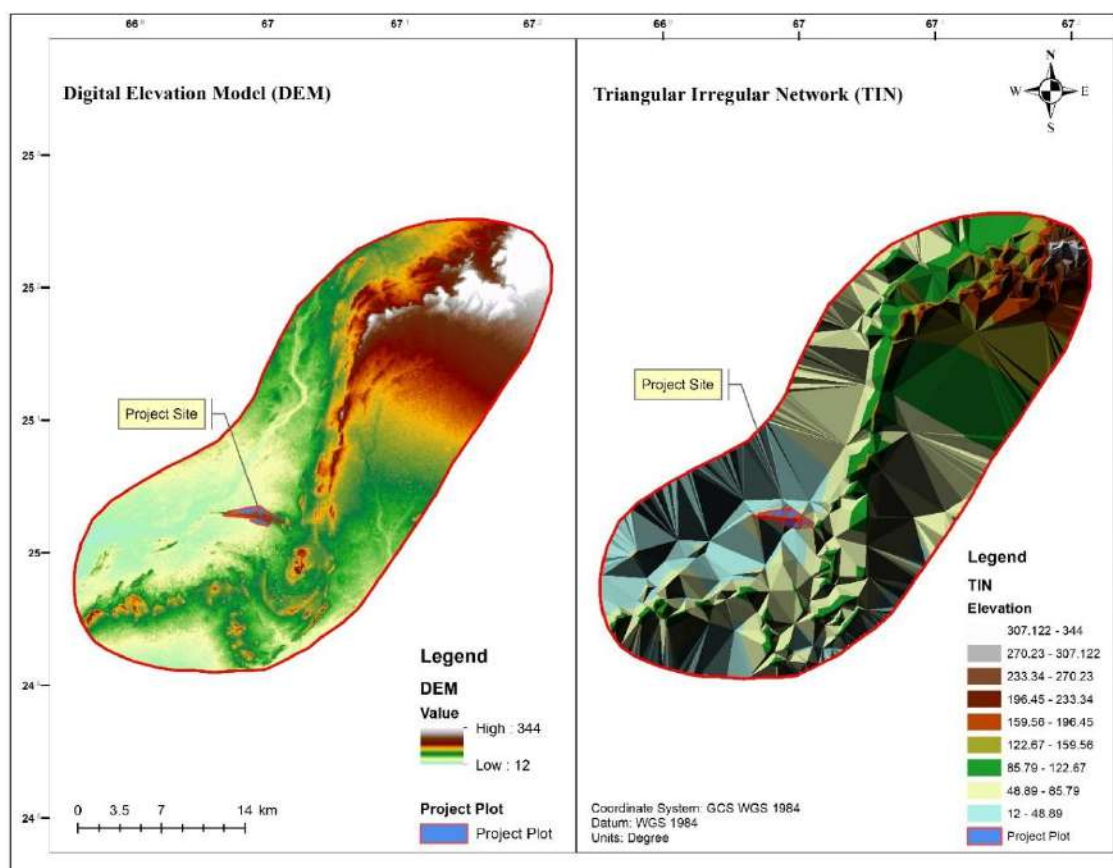 66
67
67
67
66
67
67
67
Digital Elevation Model (DEM)
Triangular Irregular Network (TIN)
N
W E
S
25
25
25
25
24
24
Project Site
Project Site
Legend
DEM
Value
High : 344
Low : 12
Project Plot
Project Plot
0 3.5 7 14 km
Coordinate System: GCS WGS 1984
Datum: WGS 1984
Units: Degree
Legend
TIN
Elevation
307.122 - 344
270.23 - 307.122
233.34 - 270.23
196.45 - 233.34
159.56 - 196.45
122.67 - 159.56
85.79 - 122.67
48.89 - 85.79
12 - 48.89
Project Plot